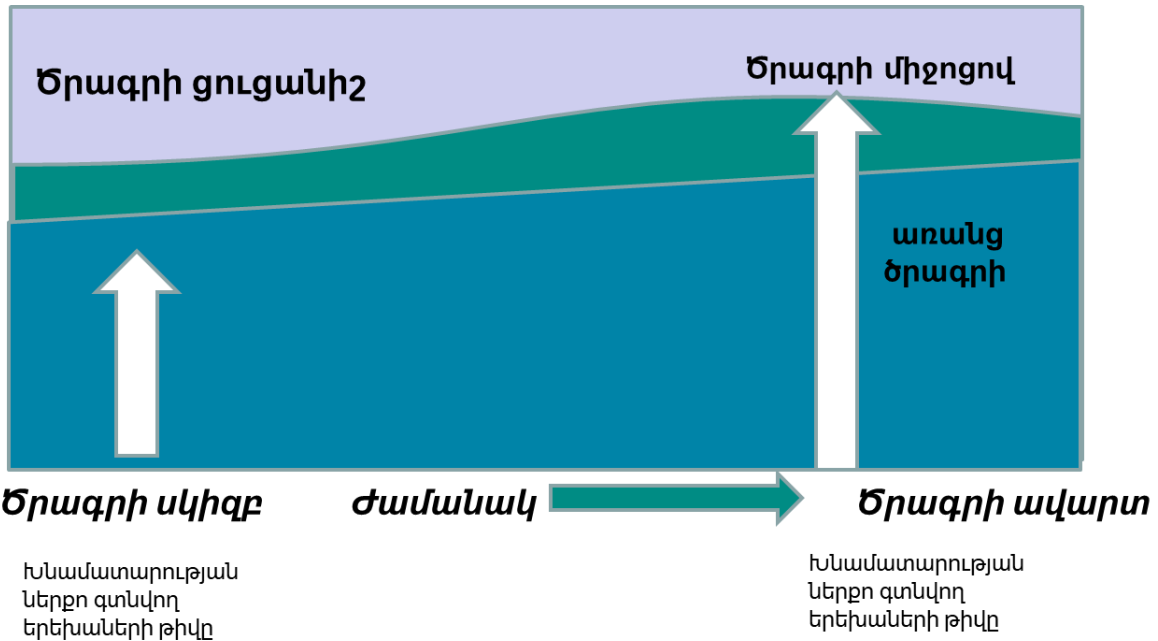 Ծրագրի ցուցանիշ
Ծրագրի միջոցով
առանց
ծրագրի
Ծրագրի սկիզբ
Ժամանակ
Ծրագրի ավարտ
Խնամատարության
ներքո գտնվող
երեխաների թիվը
Խնամատարության
ներքո գտնվող
երեխաների թիվը